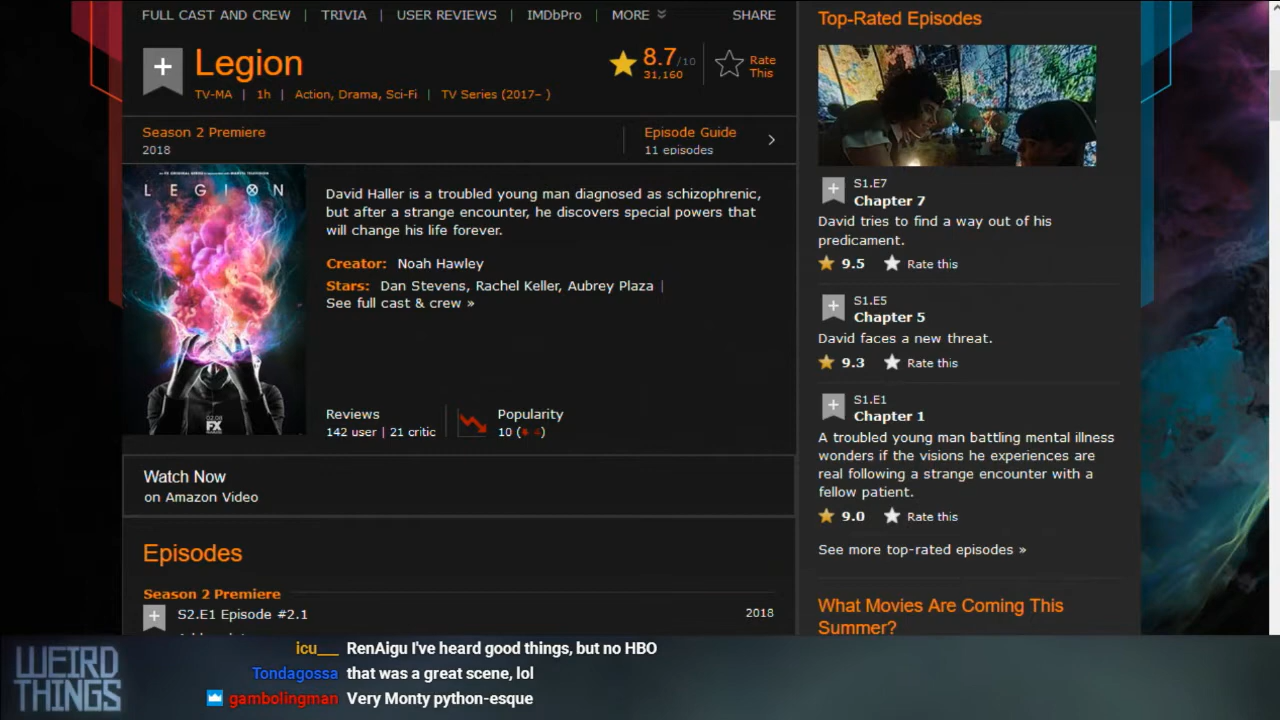 FULL CAST AND CREW | TRIVIA | USER REVIEWS | IMDbPro | MORE SHARE
Legion
8.7/10
31,160
Rate This
TV-MA | 1h | Action, Drama, Sci-Fi | TV Series (2017– )
Season 2 Premiere
2018
Episode Guide
11 episodes
LEGION
02.08
FX
David Haller is a troubled young man diagnosed as schizophrenic,
but after a strange encounter, he discovers special powers that
will change his life forever.
Creator: Noah Hawley
Stars: Dan Stevens, Rachel Keller, Aubrey Plaza |
See full cast & crew »
Reviews
142 user | 21 critic
Popularity
10
Watch Now
on Amazon Video
Episodes
Season 2 Premiere
S2.E1 Episode #2.1 2018
Top-Rated Episodes
S1.E7
Chapter 7
David tries to find a way out of his
predicament.
9.5 Rate this
S1.E5
Chapter 5
David faces a new threat.
9.3 Rate this
S1.E1
Chapter 1
A troubled young man battling mental illness
wonders if the visions he experiences are
real following a strange encounter with a
fellow patient.
9.0 Rate this
See more top-rated episodes »
What Movies Are Coming This
Summer?
WEIRD
THINGS
icu___ RenAigu I've heard good things, but no HBO
Tondagossa that was a great scene, lol
gambolingman Very Monty python-esque